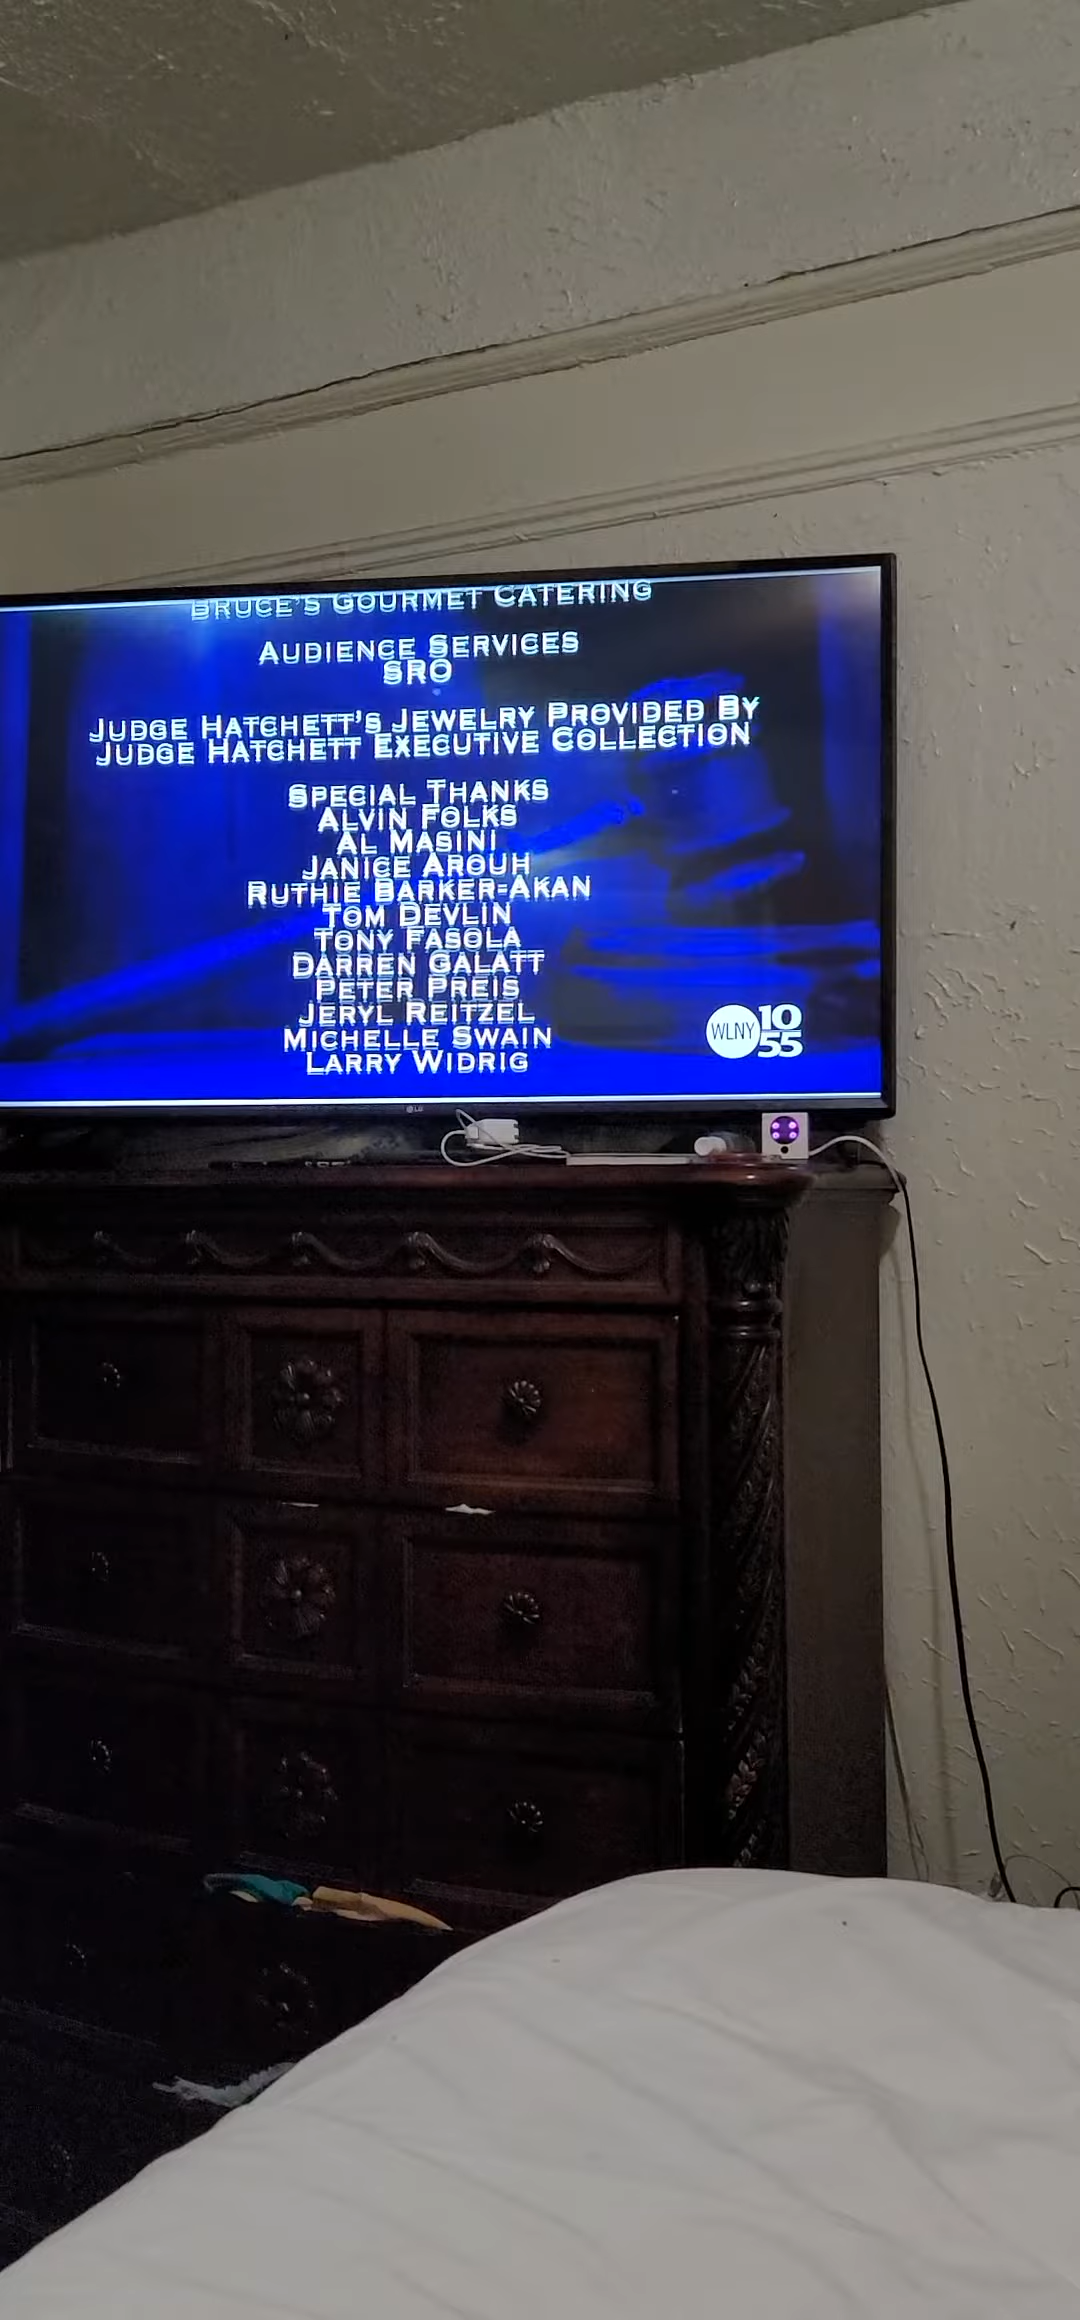 BRUCE'S GOURMET CATERING
AUDIENCE SERVICES
SRO
JUDGE HATCHETT'S JEWELRY PROVIDED BY
JUDGE HATCHETT EXECUTIVE COLLECTION
SPECIAL THANKS
ALVIN FOLKS
AL MASINI
JANICE AROUH
RUTHIE BARKER-AKAN
TOM DEVLIN
TONY FASOLA
DARREN GALATT
PETER PREIS
JERYL REITZEL
MICHELLE SWAIN
LARRY WIDRIG
WLNY 10
55
LG